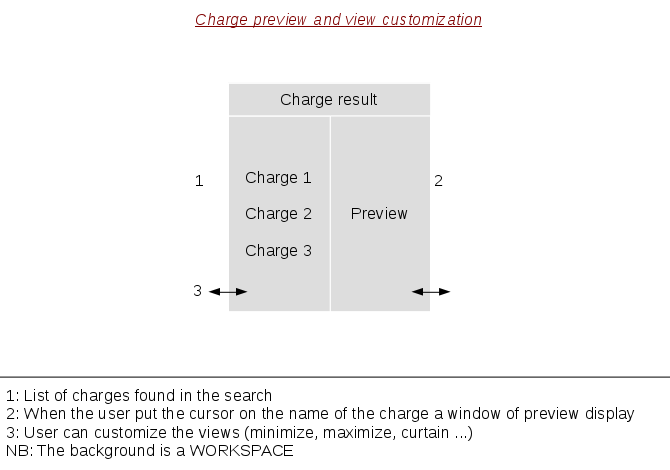 Charge preview and view customization
Charge result
1
2
Charge 1
Charge 2
Preview
Charge 3
3
1: List of charges found in the search
2: When the user put the cursor on the name of the charge a window of preview display
3: User can customize the views (minimize, maximize, curtain ...)
NB: The background is a WORKSPACE